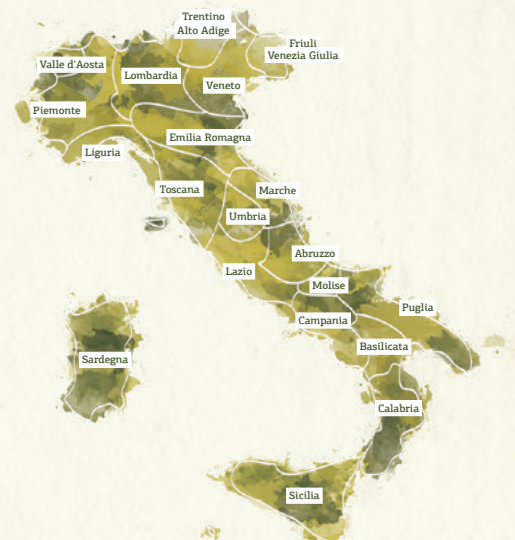 Trentino
Alto Adige
Friuli
Venezia Giulia
Valle d'Aosta
Lombardia
Veneto
Piemonte
Emilia Romagna
Liguria
Toscana
Marche
Umbria
Abruzzo
Lazio
Molise
Puglia
Campania
Basilicata
Sardegna
Calabria
Sicilia